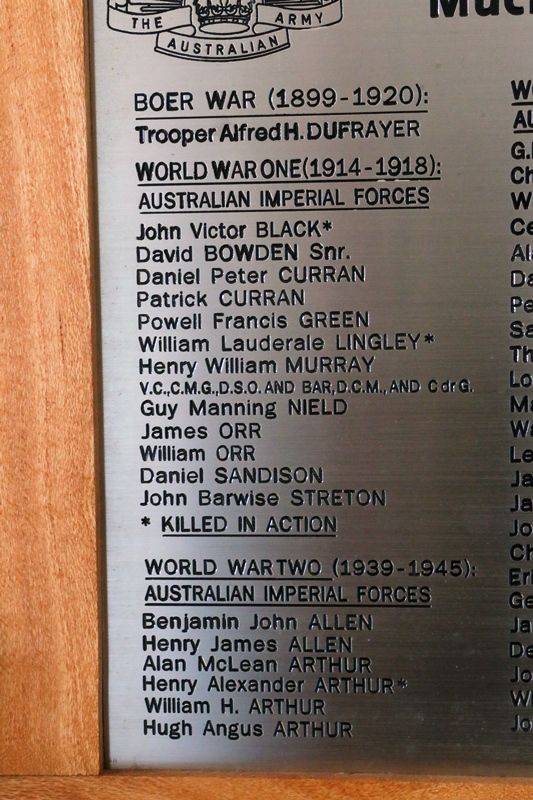 THE ARMY
AUSTRALIAN
BOER WAR (1899-1920):
Trooper Alfred H. DUFRAYER
WORLD WAR ONE (1914-1918):
AUSTRALIAN IMPERIAL FORCES
John Victor BLACK*
David BOWDEN Snr.
Daniel Peter CURRAN
Patrick CURRAN
Powell Francis GREEN
William Lauderale LINGLEY*
Henry William MURRAY
V.C.,C.M.G.,D.S.O. AND BAR,D.C.M., AND C dr G.
Guy Manning NIELD
James ORR
William ORR
Daniel SANDISON
John Barwise STRETON
* KILLED IN ACTION
WORLD WAR TWO (1939-1945):
AUSTRALIAN IMPERIAL FORCES
Benjamin John ALLEN
Henry James ALLEN
Alan McLean ARTHUR
Henry Alexander ARTHUR*
William H. ARTHUR
Hugh Angus ARTHUR